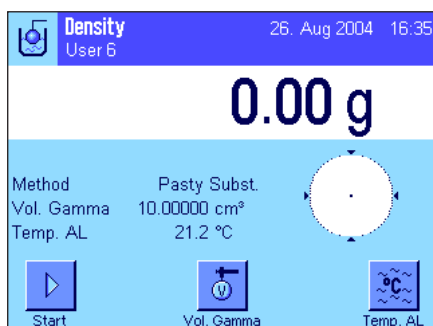 Density
User 6
26. Aug 2004 16:35
0.00 g
Method Pasty Subst.
Vol. Gamma 10.00000 cm³
Temp. AL 21.2 °C
V °C
Start Vol. Gamma Temp. AL